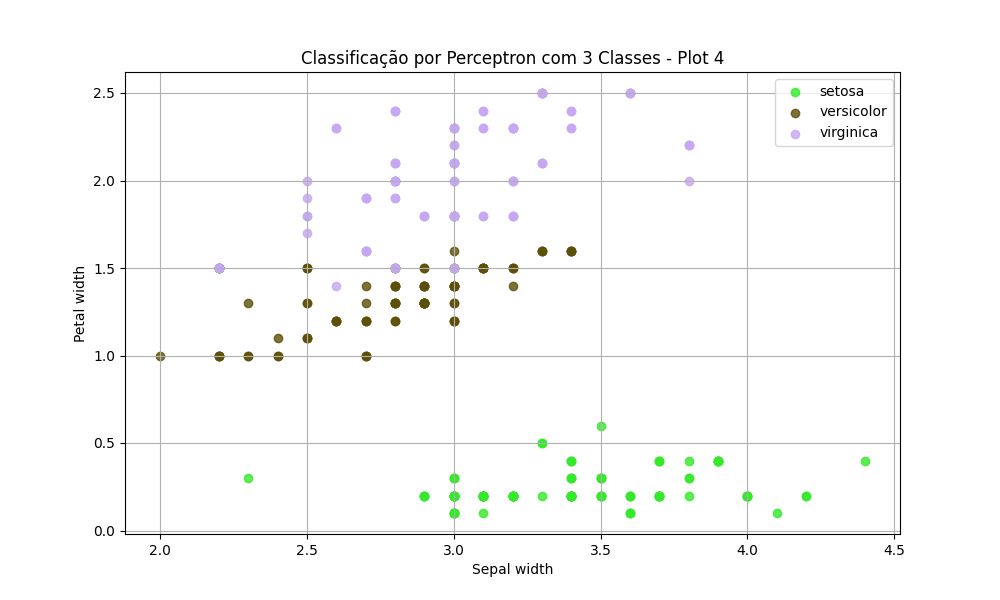 Classificação por Perceptron com 3 Classes - Plot 4
setosa
versicolor
virginica
2.5
2.0
1.5
1.0
0.5
0.0
Petal width
2.0 2.5 3.0 3.5 4.0 4.5
Sepal width